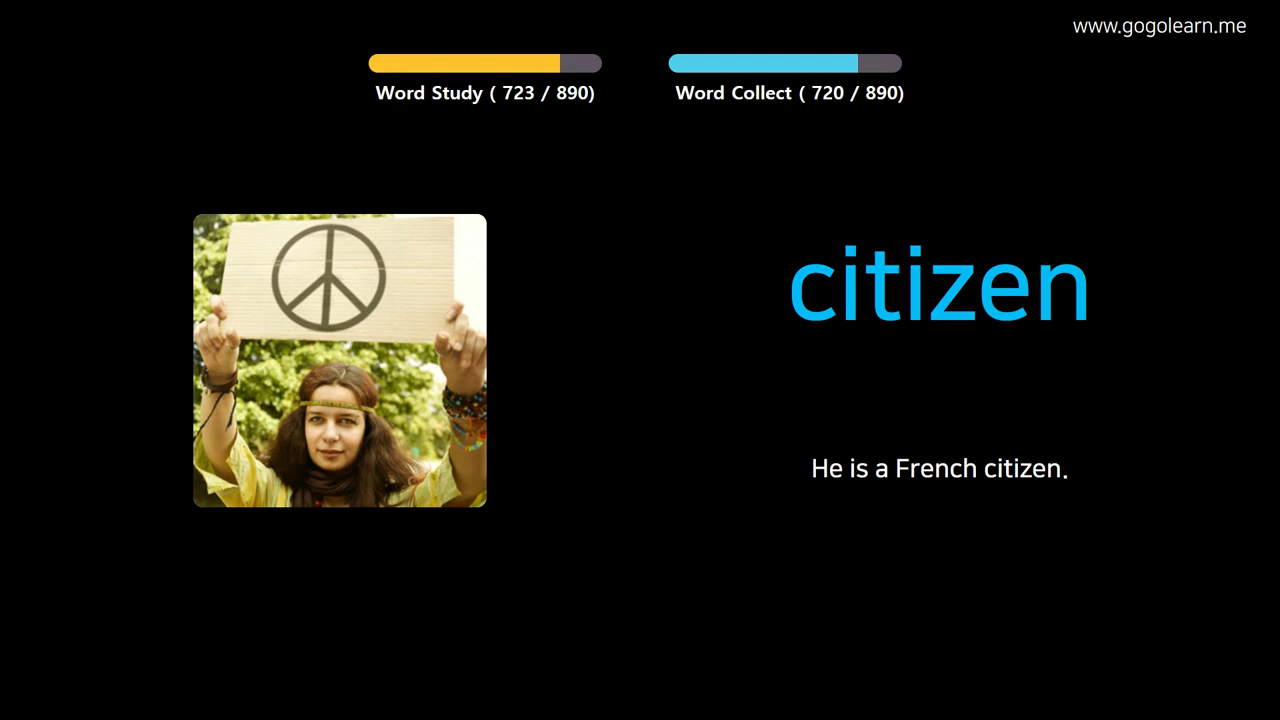 www.gogolearn.me
Word Study ( 723 / 890)
Word Collect ( 720 / 890)
citizen
He is a French citizen.